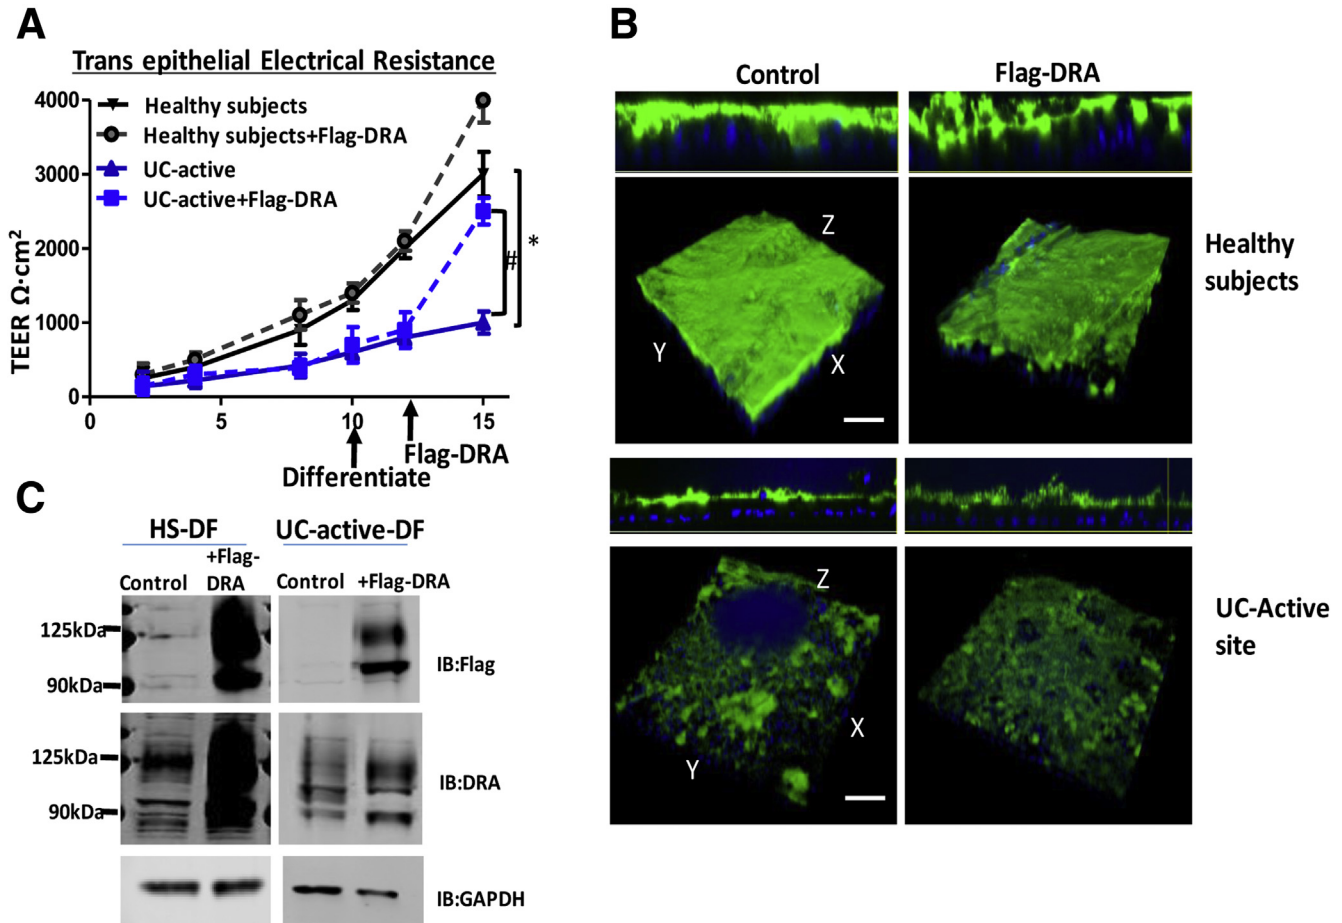 A
Trans epithelial Electrical Resistance
Healthy subjects
Healthy subjects+Flag-DRA
UC-active
UC-active+Flag-DRA
TEER Ω·cm²
4000
3000
2000
1000
0
0
5
10
15
#
*
Differentiate
Flag-DRA
B
Control
Flag-DRA
Z
Y
X
Healthy
subjects
Z
X
Y
UC-Active
site
C
HS-DF
UC-active-DF
Control
+Flag-
DRA
Control
+Flag-DRA
125kDa
90kDa
IB:Flag
125kDa
90kDa
IB:DRA
IB:GAPDH